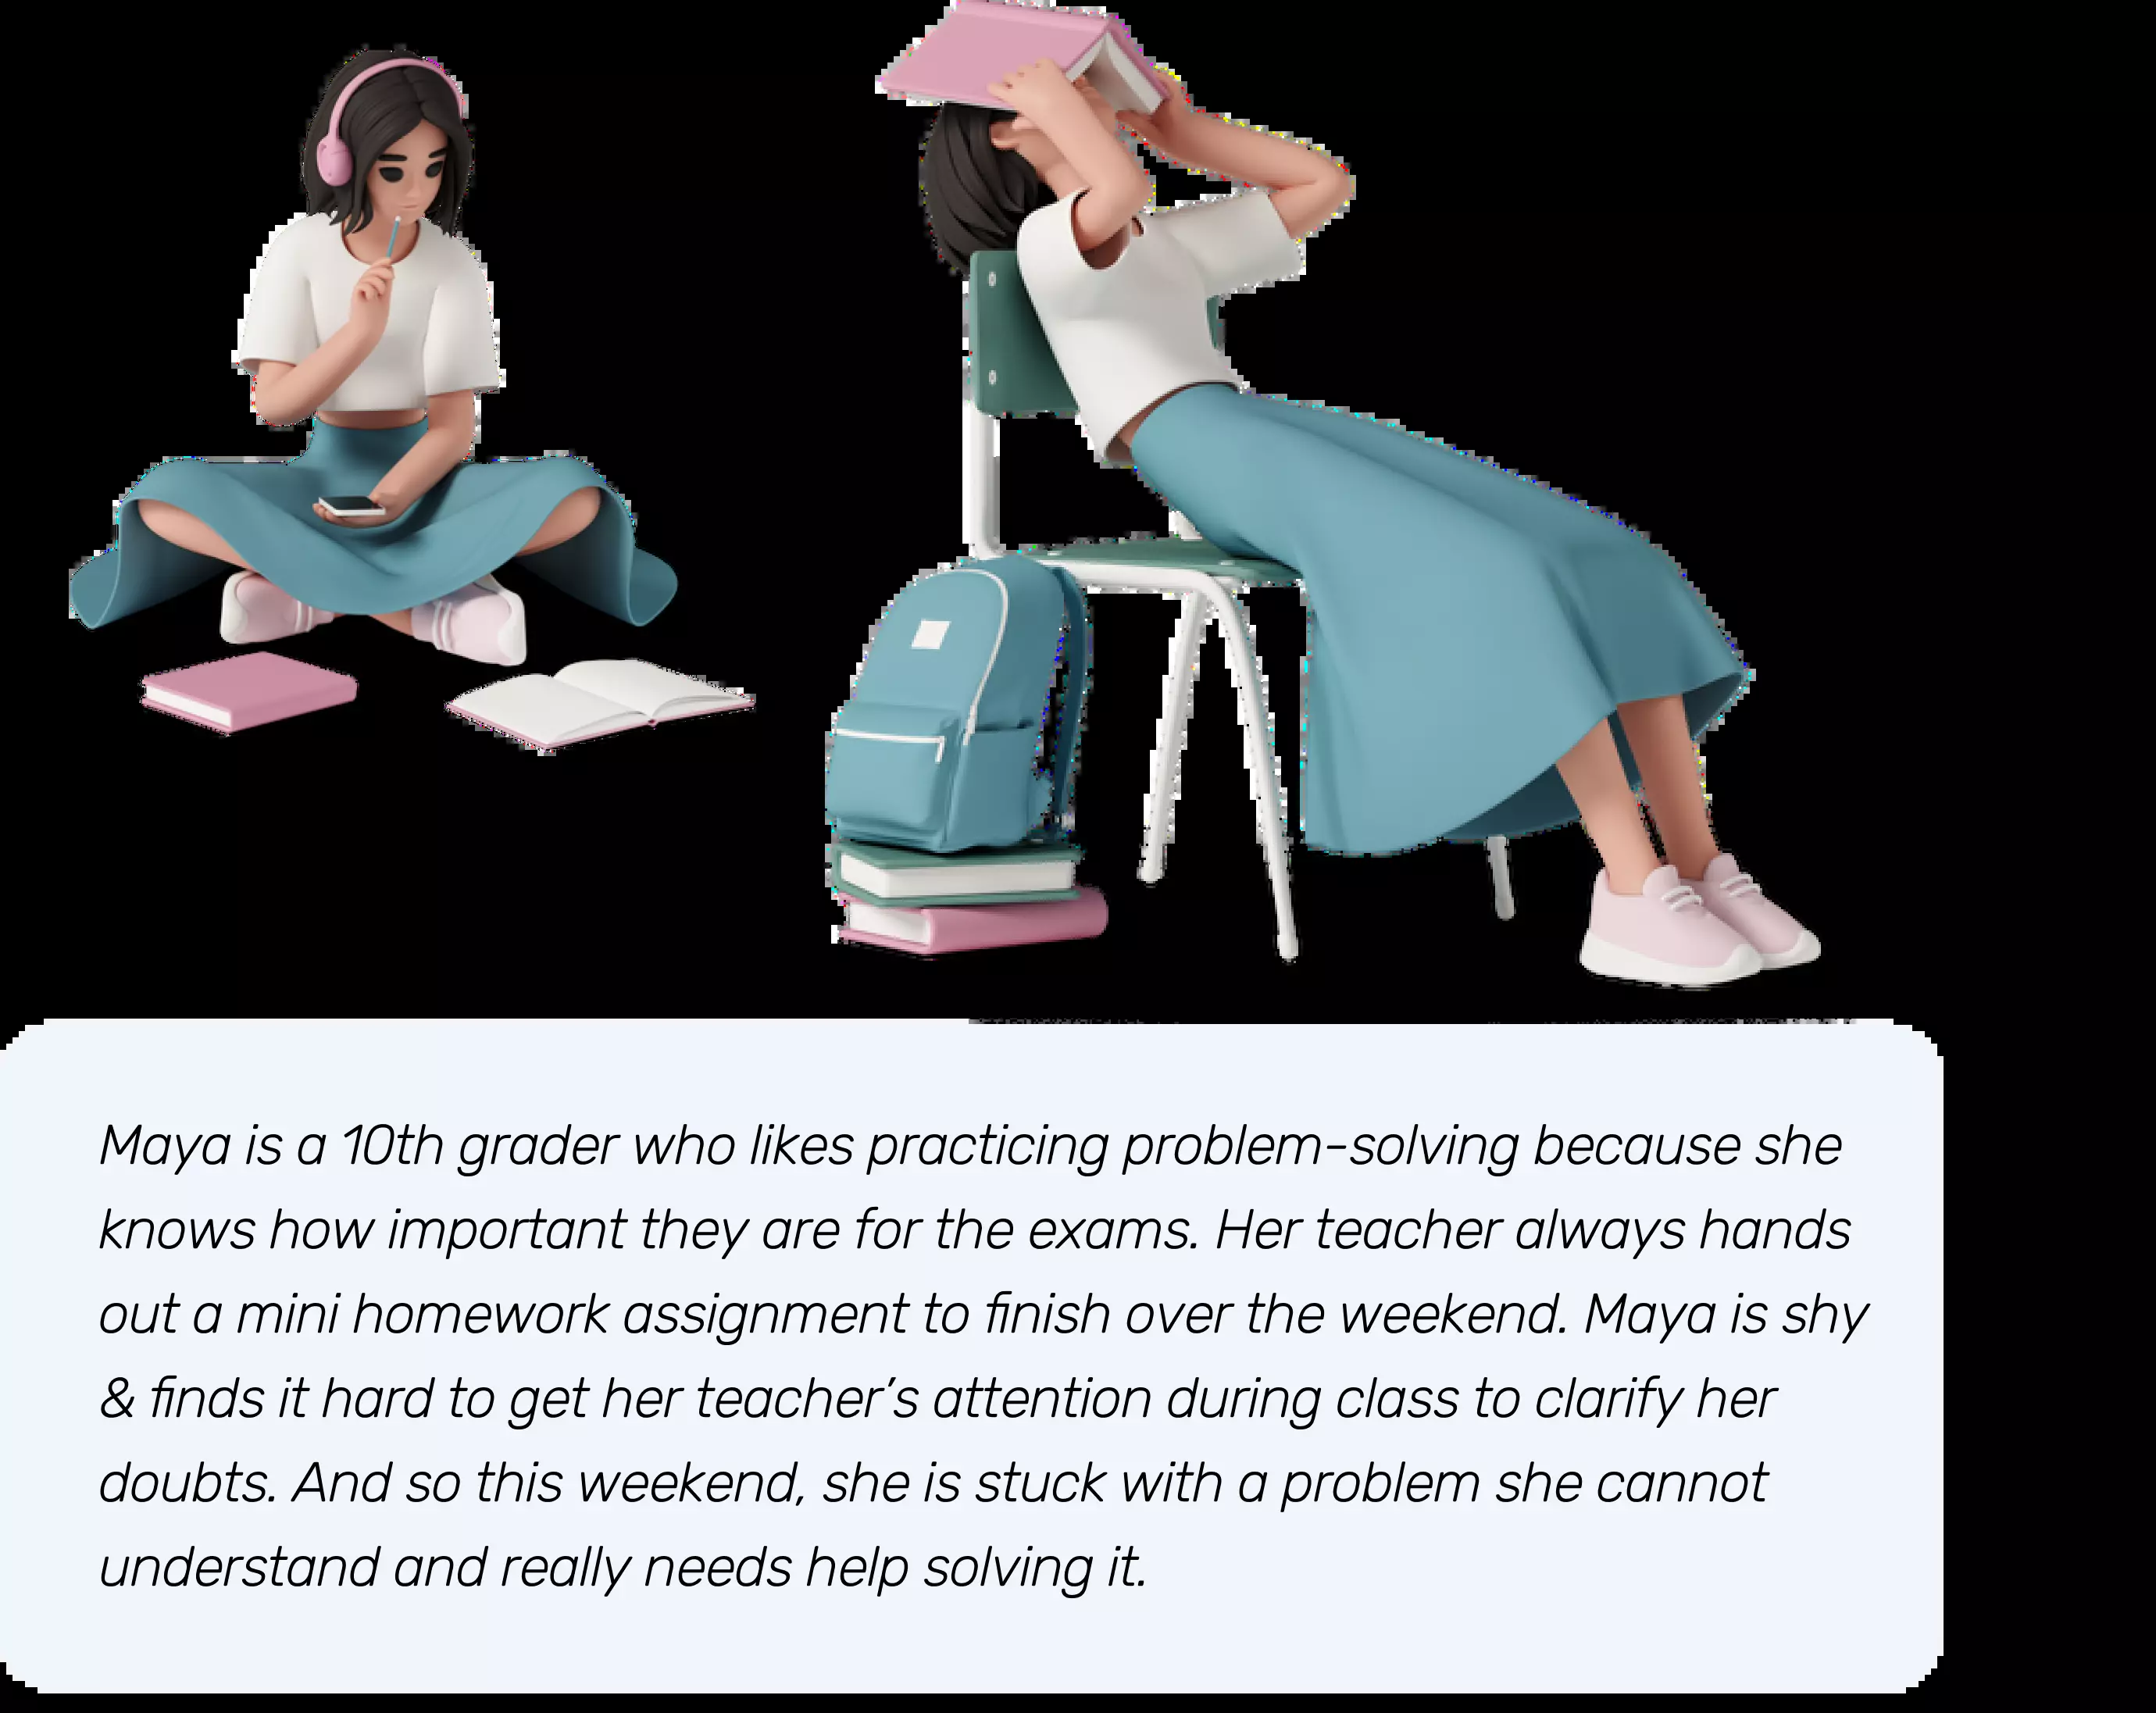 Maya is a 10th grader who likes practicing problem-solving because she
knows how important they are for the exams. Her teacher always hands
out a mini homework assignment to finish over the weekend. Maya is shy
& finds it hard to get her teacher’s attention during class to clarify her
doubts. And so this weekend, she is stuck with a problem she cannot
understand and really needs help solving it.